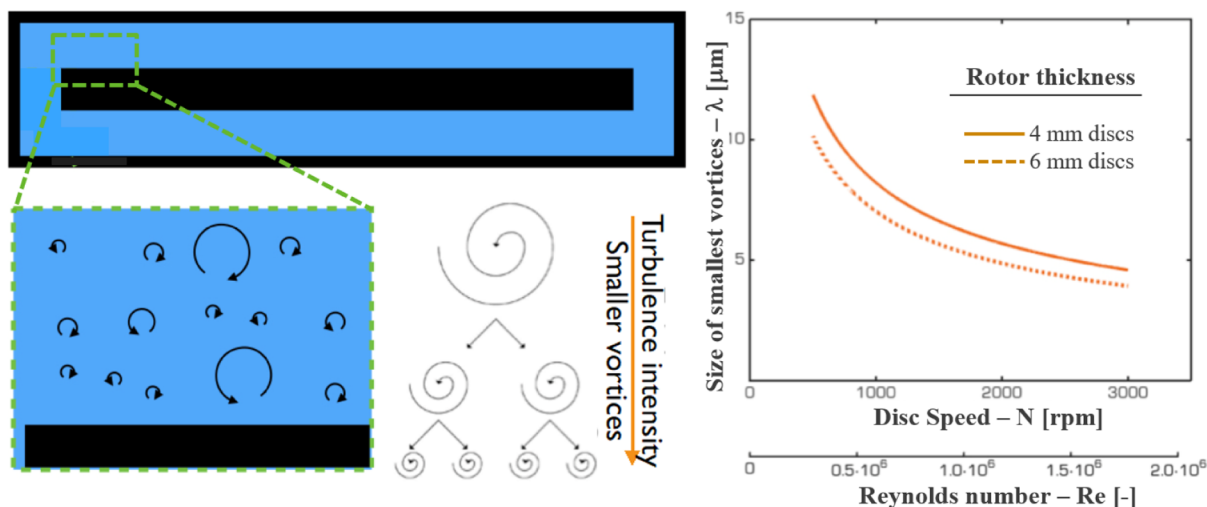 Turbulence intensity
Smaller vortices
Size of smallest vortices – λ [µm]
15
10
5
0
Rotor thickness
4 mm discs
6 mm discs
0 1000 2000 3000
Disc Speed – N [rpm]
0 0.5·10⁶ 1.0·10⁶ 1.5·10⁶ 2.0·10⁶
Reynolds number – Re [-]